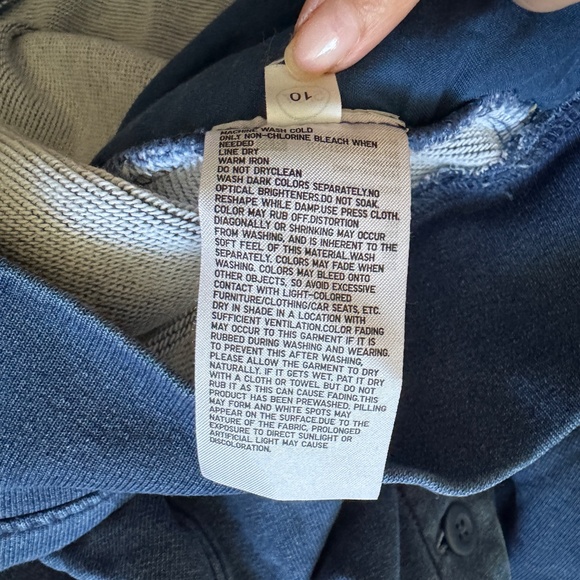 10
MACHINE WASH COLD
ONLY NON-CHLORINE BLEACH WHEN
NEEDED
LINE DRY
WARM IRON
DO NOT DRYCLEAN
WASH DARK COLORS SEPARATELY.NO
OPTICAL BRIGHTENERS.DO NOT SOAK.
RESHAPE WHILE DAMP.USE PRESS CLOTH.
COLOR MAY RUB OFF.DISTORTION
DIAGONALLY OR SHRINKING MAY OCCUR
FROM WASHING, AND IS INHERENT TO THE
SOFT FEEL OF THIS MATERIAL.WASH
SEPARATELY. COLORS MAY FADE WHEN
WASHING. COLORS MAY BLEED ONTO
OTHER OBJECTS, SO AVOID EXCESSIVE
CONTACT WITH LIGHT-COLORED
FURNITURE/CLOTHING/CAR SEATS, ETC.
DRY IN SHADE IN A LOCATION WITH
SUFFICIENT VENTILATION.COLOR FADING
MAY OCCUR TO THIS GARMENT IF IT IS
RUBBED DURING WASHING AND WEARING.
TO PREVENT THIS AFTER WASHING,
PLEASE ALLOW THE GARMENT TO DRY
NATURALLY. IF IT GETS WET, PAT IT DRY
WITH A CLOTH OR TOWEL BUT DO NOT
RUB IT AS THIS CAN CAUSE FADING.THIS
PRODUCT HAS BEEN PREWASHED. PILLING
MAY FORM AND WHITE SPOTS MAY
APPEAR ON THE SURFACE.DUE TO THE
NATURE OF THE FABRIC, PROLONGED
EXPOSURE TO DIRECT SUNLIGHT OR
ARTIFICIAL LIGHT MAY CAUSE
DISCOLORATION.